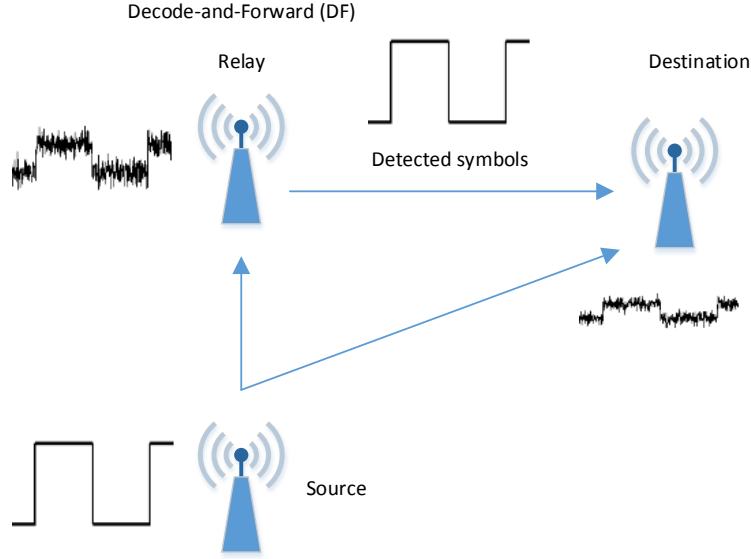 Decode-and-Forward (DF)
Relay
Destination
Detected symbols
Source